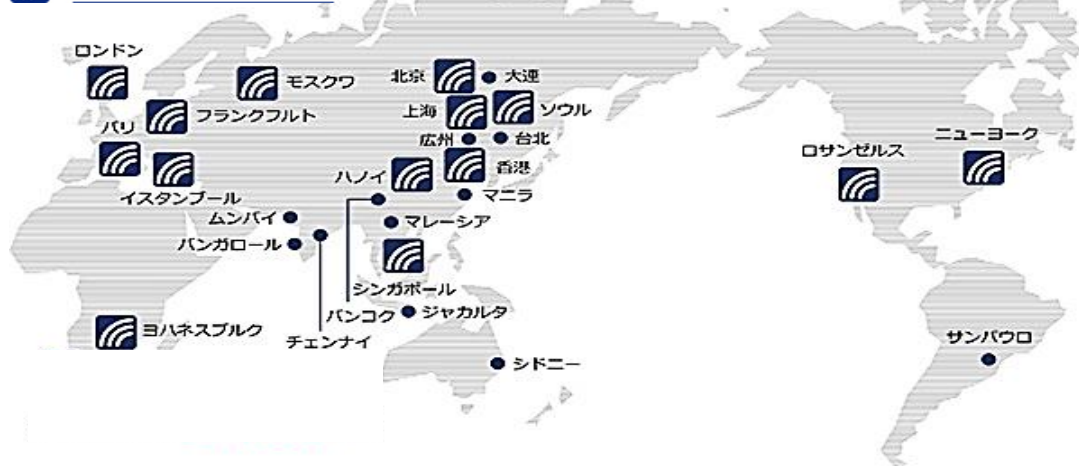 ロンドン
モスクワ
北京
大連
フランクフルト
上海
ソウル
パリ
広州
台北
ニューヨーク
ロサンゼルス
香港
ハノイ
イスタンブール
マニラ
ムンバイ
マレーシア
バンガロール
シンガポール
バンコク
ジャカルタ
ヨハネスブルク
チェンナイ
サンパウロ
シドニー